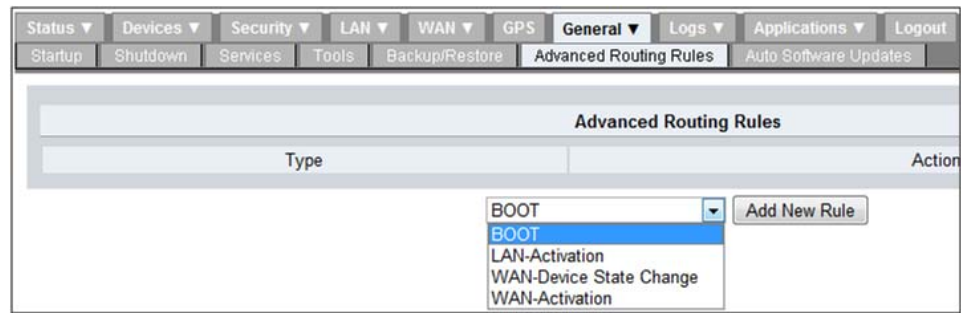 Status ▼ Devices ▼ Security ▼ LAN ▼ WAN ▼ GPS General ▼ Logs ▼ Applications ▼ Logout
Startup Shutdown Services Tools Backup/Restore Advanced Routing Rules Auto Software Updates
Advanced Routing Rules
Type Action
BOOT Add New Rule
BOOT
LAN-Activation
WAN-Device State Change
WAN-Activation